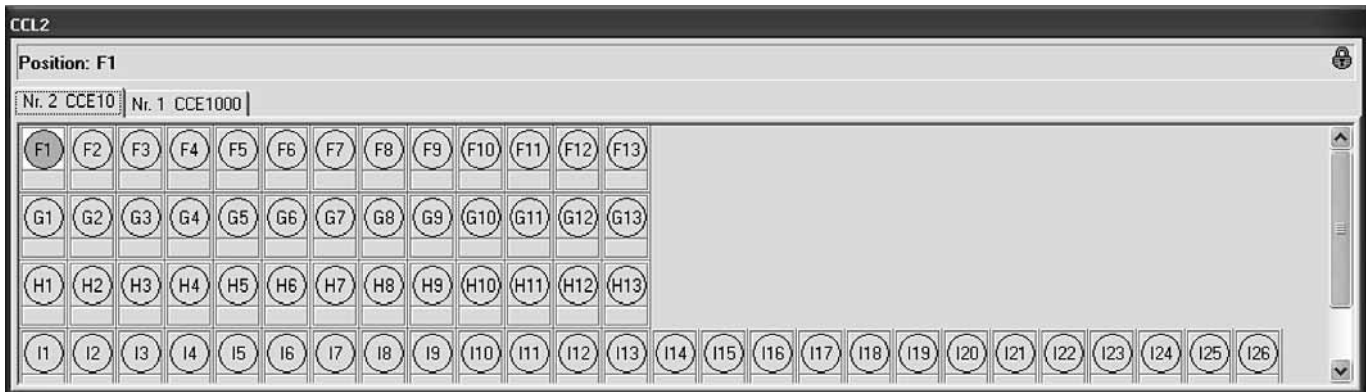 CCL2
Position: F1
Nr. 2 CCE10 Nr. 1 CCE1000
F1 F2 F3 F4 F5 F6 F7 F8 F9 F10 F11 F12 F13
G1 G2 G3 G4 G5 G6 G7 G8 G9 G10 G11 G12 G13
H1 H2 H3 H4 H5 H6 H7 H8 H9 H10 H11 H12 H13
I1 I2 I3 I4 I5 I6 I7 I8 I9 I10 I11 I12 I13 I14 I15 I16 I17 I18 I19 I20 I21 I22 I23 I24 I25 I26